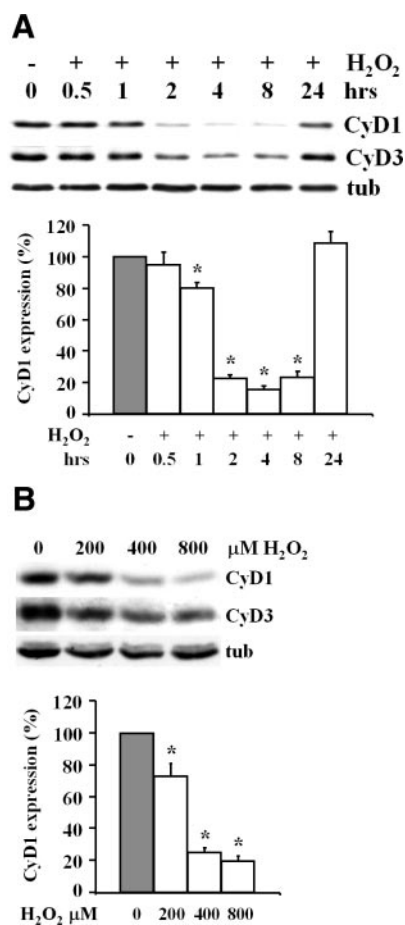 A
- + + + + + + H₂O₂
0 0.5 1 2 4 8 24 hrs
CyD1
CyD3
tub
CyD1 expression (%)
120
100
80
60
40
20
0
* * * *
H₂O₂ - + + + + + +
hrs 0 0.5 1 2 4 8 24
B
0 200 400 800 μM H₂O₂
CyD1
CyD3
tub
CyD1 expression (%)
120
100
80
60
40
20
0
* * *
H₂O₂ μM 0 200 400 800